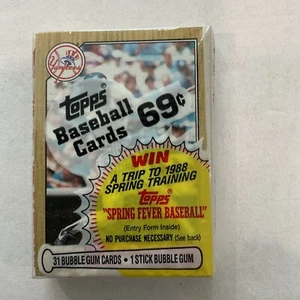 Yankees
Topps
Baseball
Cards
69¢
WIN
A TRIP TO 1988
SPRING TRAINING
Topps
"SPRING FEVER BASEBALL"
(Entry Form Inside)
NO PURCHASE NECESSARY (See back)
31 BUBBLE GUM CARDS • 1 STICK BUBBLE GUM